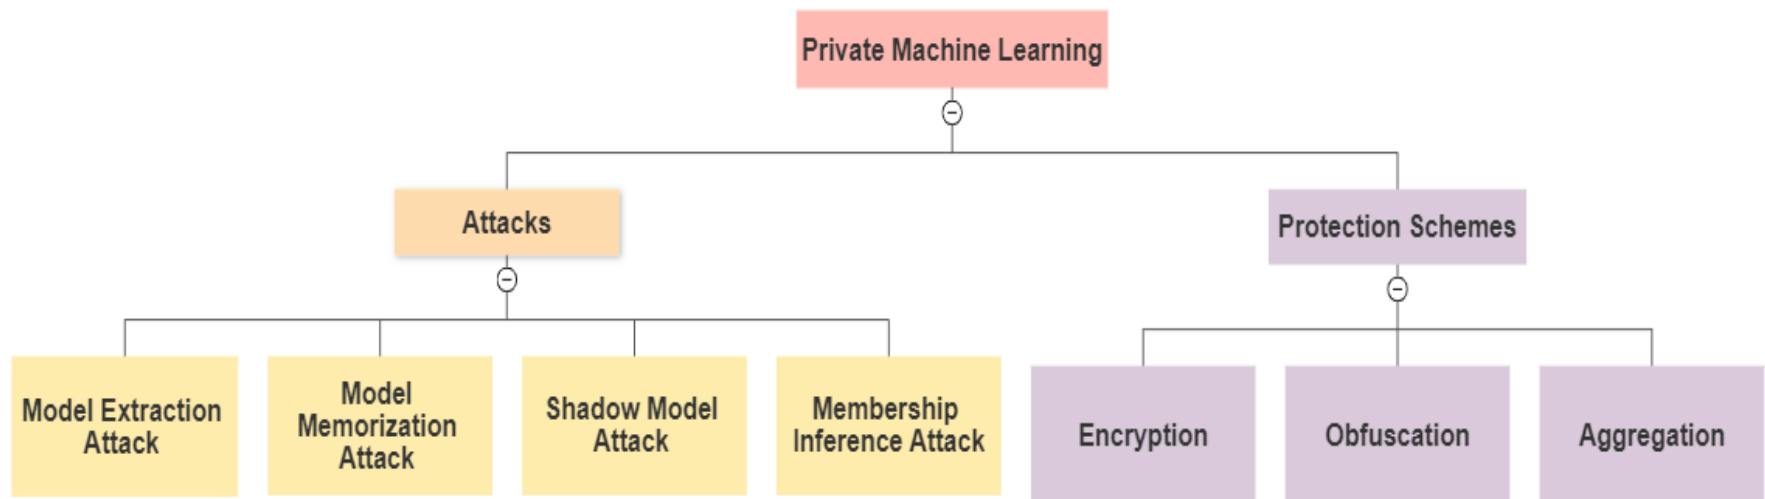 Private Machine Learning
Attacks
Protection Schemes
Model Extraction
Attack
Model
Memorization
Attack
Shadow Model
Attack
Membership
Inference Attack
Encryption
Obfuscation
Aggregation